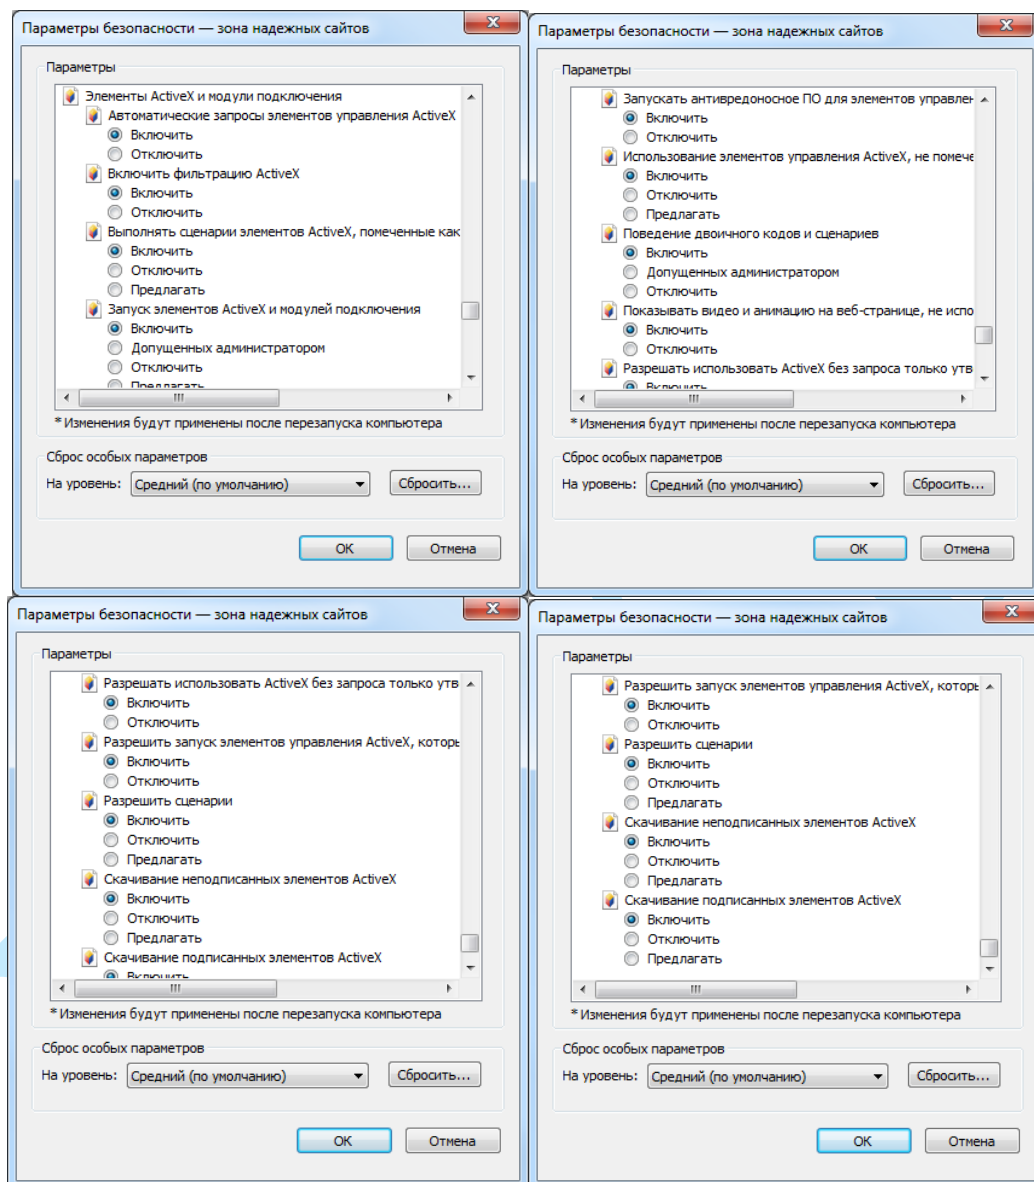 Параметры безопасности — зона надежных сайтов
Параметры
Элементы ActiveX и модули подключения
Автоматические запросы элементов управления ActiveX
Включить
Отключить
Включить фильтрацию ActiveX
Включить
Отключить
Выполнять сценарии элементов ActiveX, помеченные как
Включить
Отключить
Предлагать
Запуск элементов ActiveX и модулей подключения
Включить
Допущенных администратором
Отключить
Предлагать
* Изменения будут применены после перезапуска компьютера
Сброс особых параметров
На уровень: Средний (по умолчанию) Сбросить...
ОК Отмена
Параметры безопасности — зона надежных сайтов
Параметры
Запускать антивредоносное ПО для элементов управлен
Включить
Отключить
Использование элементов управления ActiveX, не помече
Включить
Отключить
Предлагать
Поведение двоичного кодов и сценариев
Включить
Допущенных администратором
Отключить
Показывать видео и анимацию на веб-странице, не испо
Включить
Отключить
Разрешать использовать ActiveX без запроса только утв
Включить
* Изменения будут применены после перезапуска компьютера
Сброс особых параметров
На уровень: Средний (по умолчанию) Сбросить...
ОК Отмена
Параметры безопасности — зона надежных сайтов
Параметры
Разрешать использовать ActiveX без запроса только утв
Включить
Отключить
Разрешить запуск элементов управления ActiveX, которь
Включить
Отключить
Разрешить сценарии
Включить
Отключить
Предлагать
Скачивание неподписанных элементов ActiveX
Включить
Отключить
Предлагать
Скачивание подписанных элементов ActiveX
Включить
* Изменения будут применены после перезапуска компьютера
Сброс особых параметров
На уровень: Средний (по умолчанию) Сбросить...
ОК Отмена
Параметры безопасности — зона надежных сайтов
Параметры
Разрешить запуск элементов управления ActiveX, которь
Включить
Отключить
Разрешить сценарии
Включить
Отключить
Предлагать
Скачивание неподписанных элементов ActiveX
Включить
Отключить
Предлагать
Скачивание подписанных элементов ActiveX
Включить
Отключить
Предлагать
* Изменения будут применены после перезапуска компьютера
Сброс особых параметров
На уровень: Средний (по умолчанию) Сбросить...
ОК Отмена